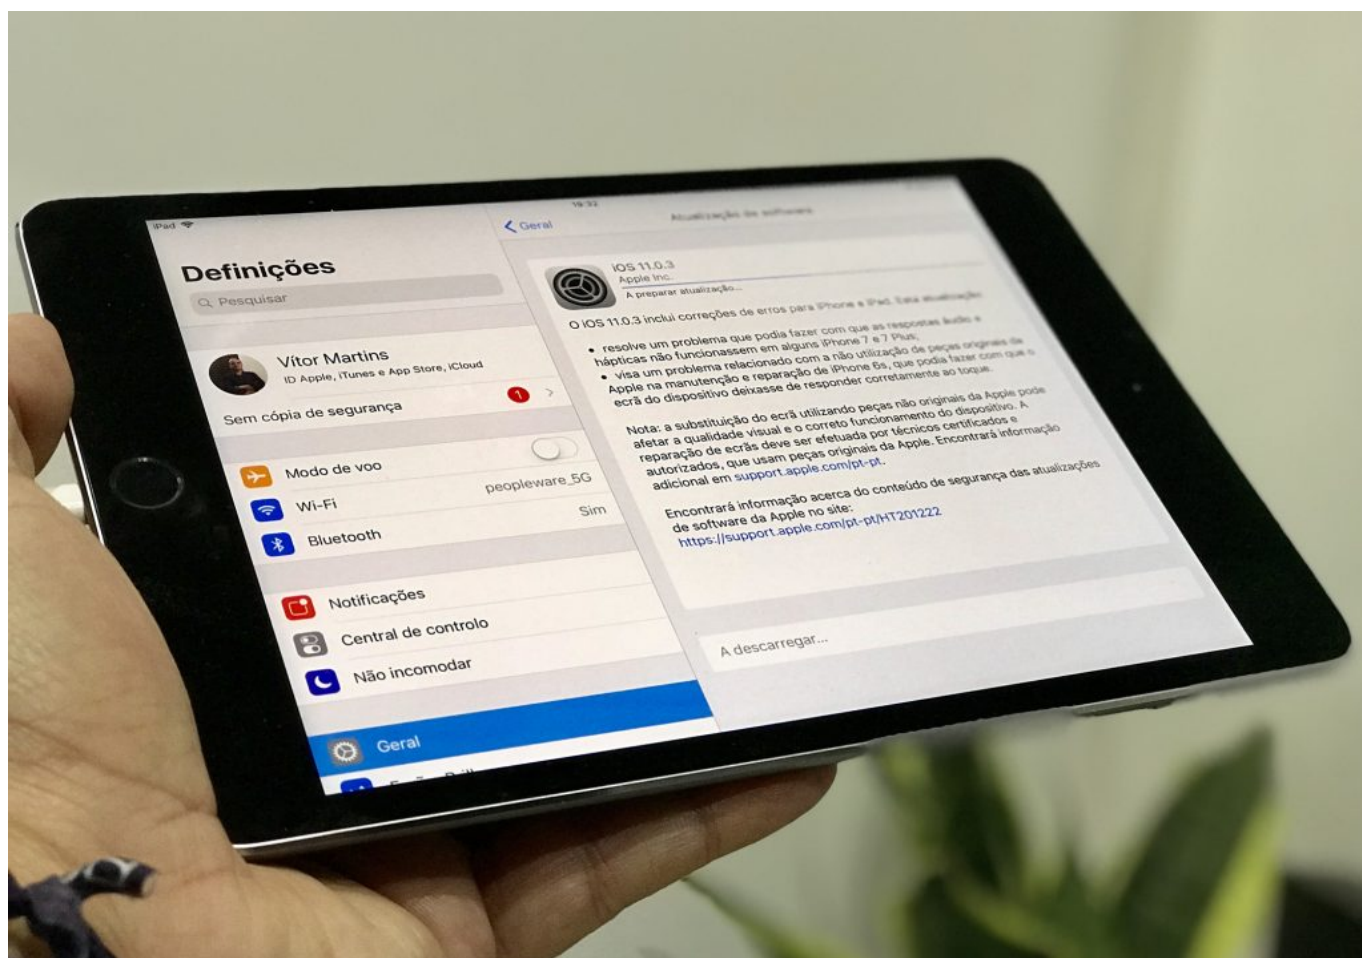 iPad
Definições
Pesquisar
Vítor Martins
ID Apple, iTunes e App Store, iCloud
Sem cópia de segurança
1
Modo de voo
Wi-Fi
peopleware_5G
Bluetooth
Sim
Notificações
Central de controlo
Não incomodar
Geral
19:32
Geral
Atualização de software
iOS 11.0.3
Apple Inc.
A preparar atualização...
O iOS 11.0.3 inclui correções de erros para iPhone e iPad. Esta atualização
• resolve um problema que podia fazer com que as respostas áudio e
hápticas não funcionassem em alguns iPhone 7 e 7 Plus;
• visa um problema relacionado com a não utilização de peças originais da
Apple na manutenção e reparação de iPhone 6s, que podia fazer com que o
ecrã do dispositivo deixasse de responder corretamente ao toque.
Nota: a substituição do ecrã utilizando peças não originais da Apple pode
afetar a qualidade visual e o correto funcionamento do dispositivo. A
reparação de ecrãs deve ser efetuada por técnicos certificados e
autorizados, que usam peças originais da Apple. Encontrará informação
adicional em support.apple.com/pt-pt.
Encontrará informação acerca do conteúdo de segurança das atualizações
de software da Apple no site:
https://support.apple.com/pt-pt/HT201222
A descarregar...